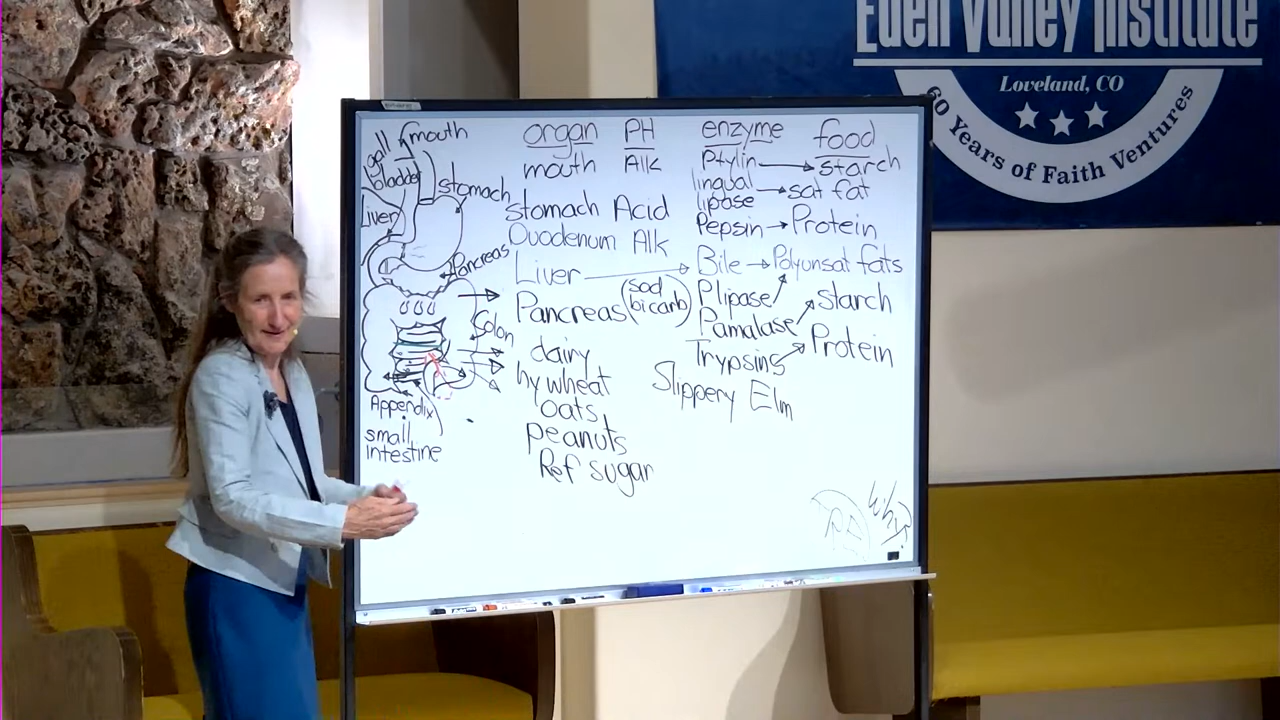 Eden Valley Institute
Loveland, CO
60 Years of Faith Ventures
mouth
gall
bladder
stomach
Liver
Pancreas
Colon
Appendix
small
intestine
organ PH enzyme food
mouth Alk Ptylin starch
lingual
lipase sat fat
stomach Acid Pepsin Protein
Duodenum Alk
Liver Bile Polyunsat fats
Pancreas (sod
bicarb) Plipase starch
Pamalase
Trypsing Protein
dairy
hy wheat
oats
peanuts
Ref sugar
Slippery Elm
why